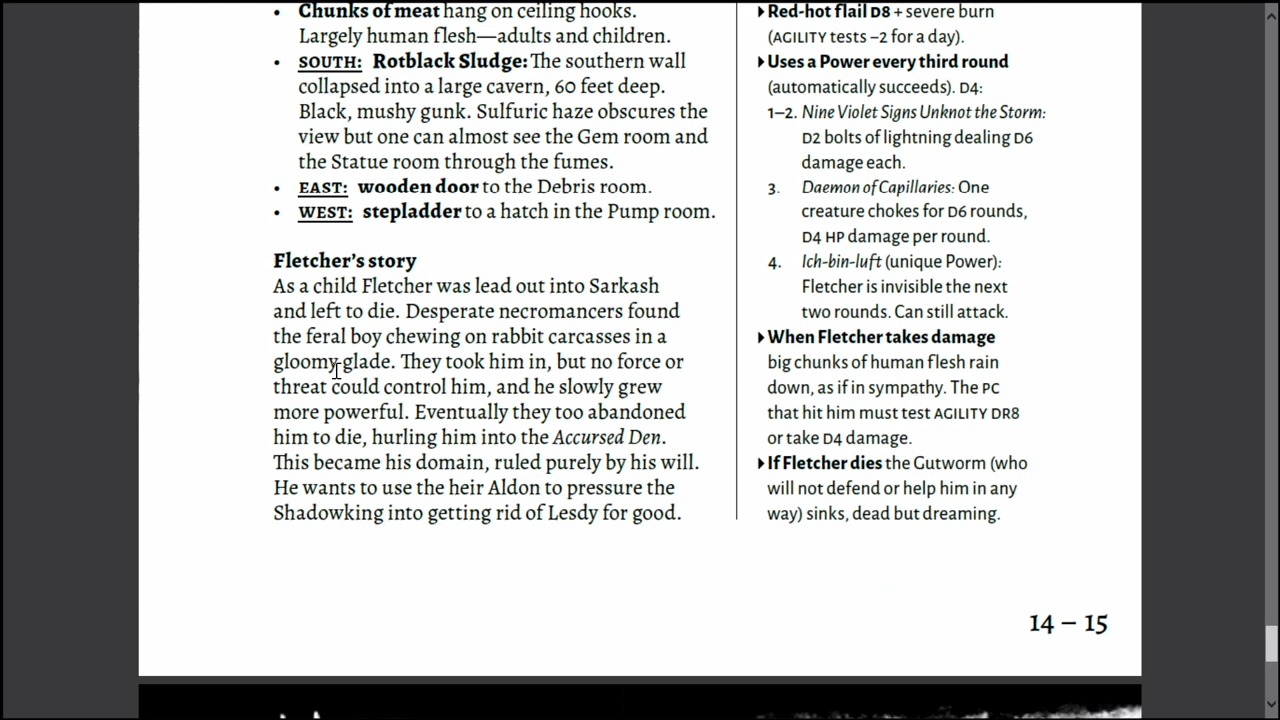 • Chunks of meat hang on ceiling hooks.
Largely human flesh—adults and children.
• SOUTH: Rotblack Sludge: The southern wall
collapsed into a large cavern, 60 feet deep.
Black, mushy gunk. Sulfuric haze obscures the
view but one can almost see the Gem room and
the Statue room through the fumes.
• EAST: wooden door to the Debris room.
• WEST: stepladder to a hatch in the Pump room.
Fletcher's story
As a child Fletcher was lead out into Sarkash
and left to die. Desperate necromancers found
the feral boy chewing on rabbit carcasses in a
gloomy glade. They took him in, but no force or
threat could control him, and he slowly grew
more powerful. Eventually they too abandoned
him to die, hurling him into the Accursed Den.
This became his domain, ruled purely by his will.
He wants to use the heir Aldon to pressure the
Shadowking into getting rid of Lesdy for good.
Red-hot flail D8 + severe burn
(AGILITY tests –2 for a day).
Uses a Power every third round
(automatically succeeds). D4:
1–2. Nine Violet Signs Unknot the Storm:
D2 bolts of lightning dealing D6
damage each.
3. Daemon of Capillaries: One
creature chokes for D6 rounds,
D4 HP damage per round.
4. Ich-bin-luft (unique Power):
Fletcher is invisible the next
two rounds. Can still attack.
When Fletcher takes damage
big chunks of human flesh rain
down, as if in sympathy. The PC
that hit him must test AGILITY DR8
or take D4 damage.
If Fletcher dies the Gutworm (who
will not defend or help him in any
way) sinks, dead but dreaming.
14 – 15